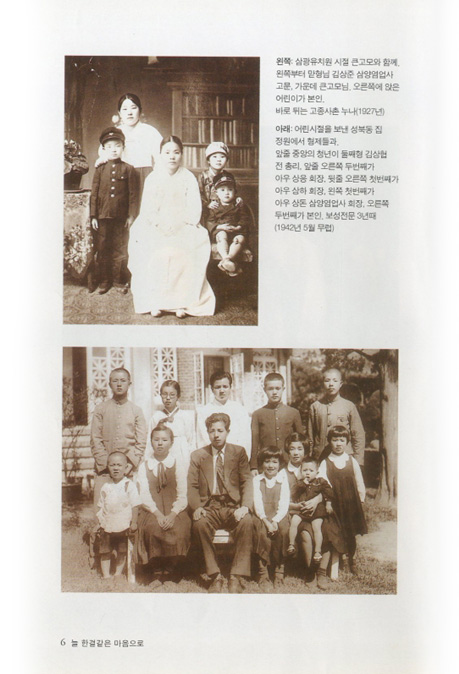 왼쪽: 삼광유치원 시절 큰고모와 함께,
왼쪽부터 맏형님 김상준 삼양염업사
고문, 가운데 큰고모님, 오른쪽에 앉은
어린이가 본인,
바로 뒤는 고종사촌 누나(1927년)
아래: 어린시절을 보낸 성북동 집
정원에서 형제들과,
앞줄 중앙의 청년이 둘째형 김상협
전 총리, 앞줄 오른쪽 두번째가
아우 상응 회장, 뒷줄 오른쪽 첫번째가
아우 상하 회장, 왼쪽 첫번째가
아우 상돈 삼양염업사 회장, 오른쪽
두번째가 본인, 보성전문 3년때
(1942년 5월 무렵)
6 늘 한결같은 마음으로